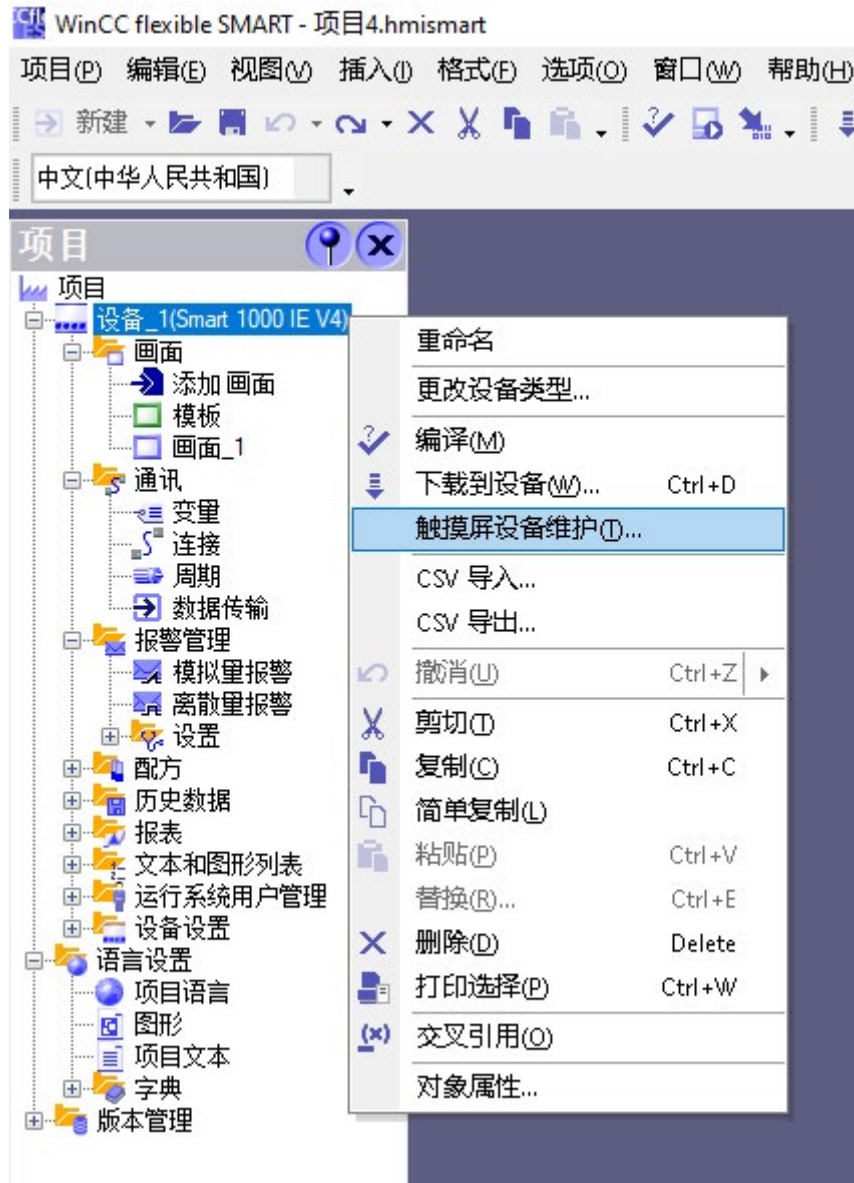 WinCC flexible SMART - 项目4.hmismart
项目(P) 编辑(E) 视图(V) 插入(I) 格式(F) 选项(O) 窗口(W) 帮助(H)
新建
中文(中华人民共和国)
项目
项目
设备_1(Smart 1000 IE V4)
画面
添加 画面
模板
画面_1
通讯
变量
连接
周期
数据传输
报警管理
模拟量报警
离散量报警
设置
配方
历史数据
报表
文本和图形列表
运行系统用户管理
设备设置
语言设置
项目语言
图形
项目文本
字典
版本管理
重命名
更改设备类型...
编译(M)
下载到设备(W)... Ctrl+D
触摸屏设备维护(T)...
CSV 导入...
CSV 导出...
撤消(U) Ctrl+Z
剪切(T) Ctrl+X
复制(C) Ctrl+C
简单复制(L)
粘贴(P) Ctrl+V
替换(R)... Ctrl+E
删除(D) Delete
打印选择(P) Ctrl+W
交叉引用(O)
对象属性...